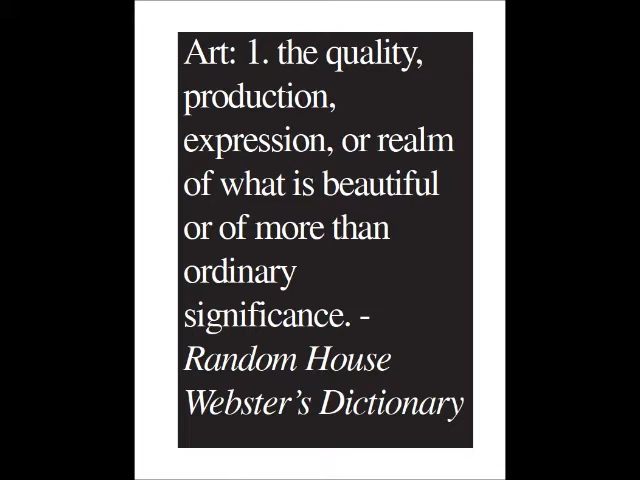 Art: 1. the quality,
production,
expression, or realm
of what is beautiful
or of more than
ordinary
significance. -
Random House
Webster's Dictionary